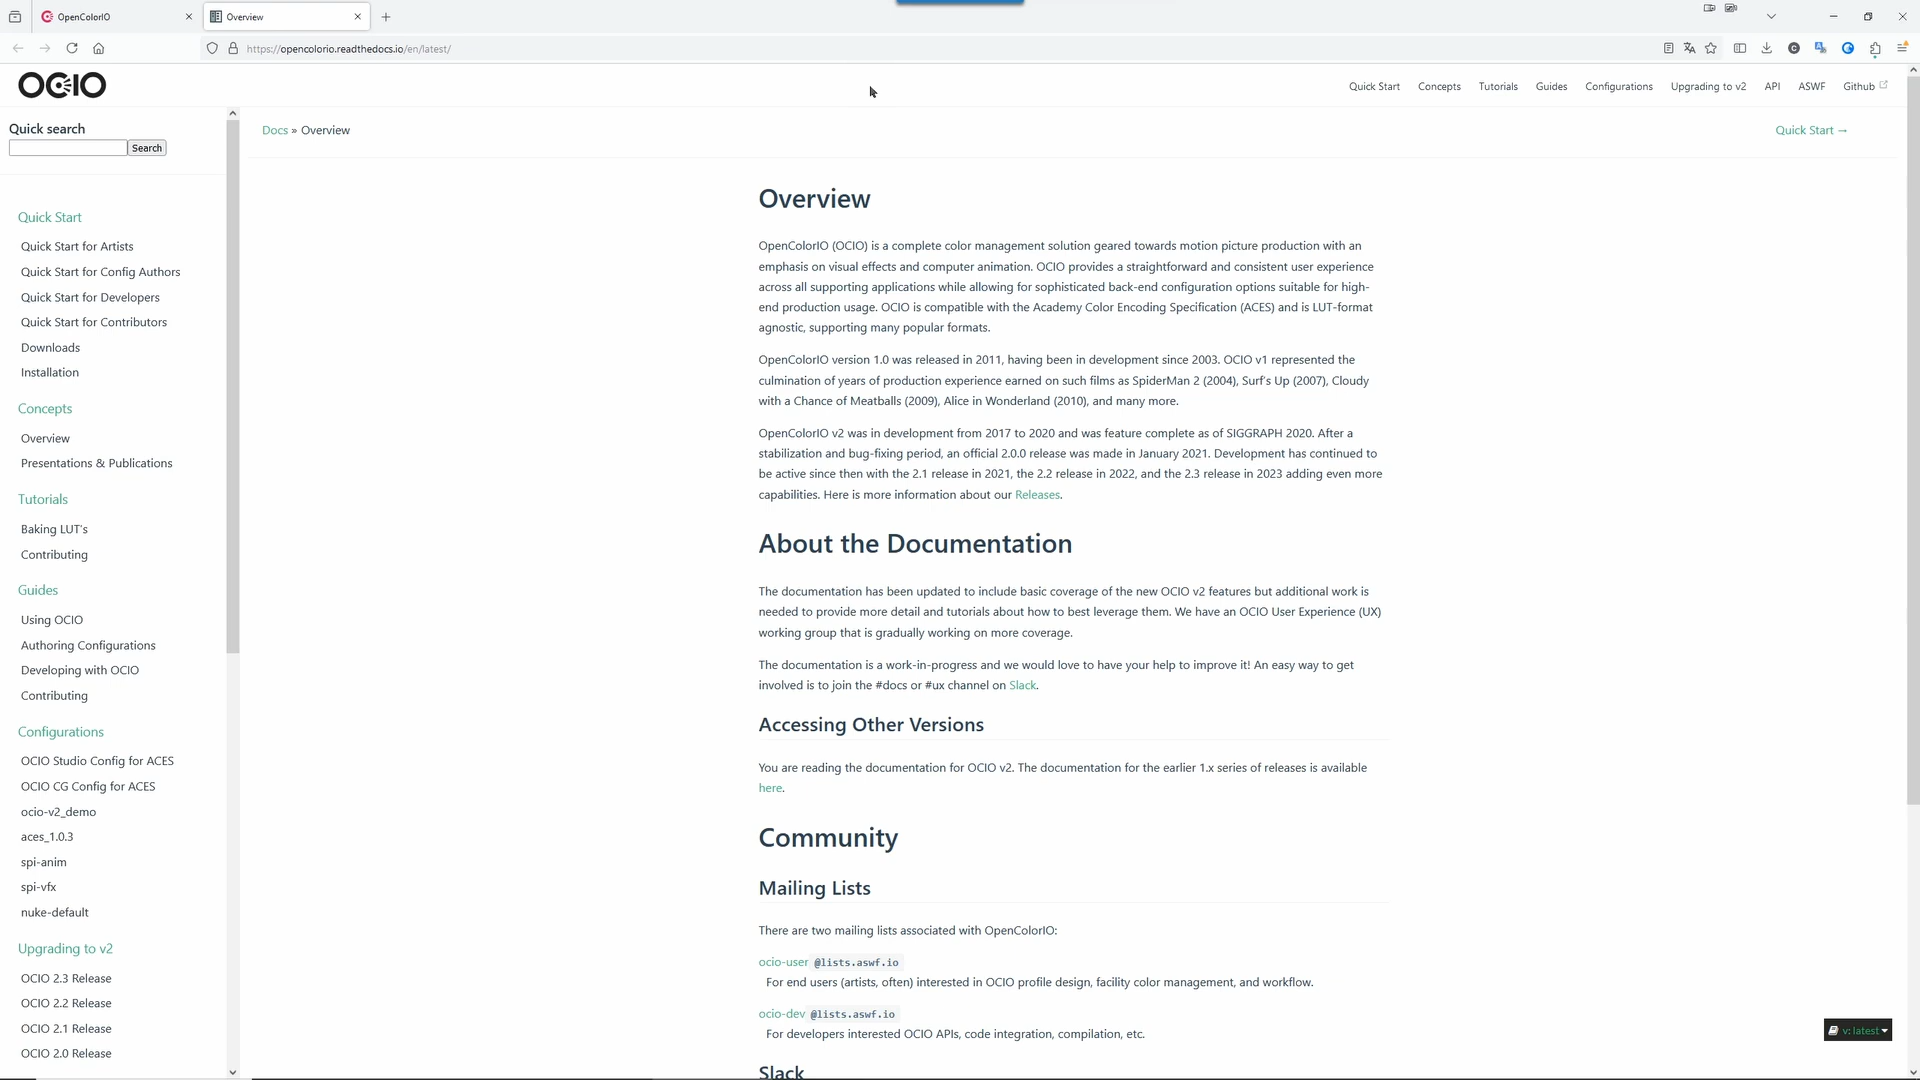 OpenColorIO
Overview
https://opencolorio.readthedocs.io/en/latest/
OCIO
Quick Start
Concepts
Tutorials
Guides
Configurations
Upgrading to v2
API
ASWF
Github
Quick search
Search
Quick Start
Quick Start for Artists
Quick Start for Config Authors
Quick Start for Developers
Quick Start for Contributors
Downloads
Installation
Concepts
Overview
Presentations & Publications
Tutorials
Baking LUT's
Contributing
Guides
Using OCIO
Authoring Configurations
Developing with OCIO
Contributing
Configurations
OCIO Studio Config for ACES
OCIO CG Config for ACES
ocio-v2_demo
aces_1.0.3
spi-anim
spi-vfx
nuke-default
Upgrading to v2
OCIO 2.3 Release
OCIO 2.2 Release
OCIO 2.1 Release
OCIO 2.0 Release
Docs » Overview
Quick Start →
Overview
OpenColorIO (OCIO) is a complete color management solution geared towards motion picture production with an
emphasis on visual effects and computer animation. OCIO provides a straightforward and consistent user experience
across all supporting applications while allowing for sophisticated back-end configuration options suitable for high-
end production usage. OCIO is compatible with the Academy Color Encoding Specification (ACES) and is LUT-format
agnostic, supporting many popular formats.
OpenColorIO version 1.0 was released in 2011, having been in development since 2003. OCIO v1 represented the
culmination of years of production experience earned on such films as SpiderMan 2 (2004), Surf's Up (2007), Cloudy
with a Chance of Meatballs (2009), Alice in Wonderland (2010), and many more.
OpenColorIO v2 was in development from 2017 to 2020 and was feature complete as of SIGGRAPH 2020. After a
stabilization and bug-fixing period, an official 2.0.0 release was made in January 2021. Development has continued to
be active since then with the 2.1 release in 2021, the 2.2 release in 2022, and the 2.3 release in 2023 adding even more
capabilities. Here is more information about our Releases.
About the Documentation
The documentation has been updated to include basic coverage of the new OCIO v2 features but additional work is
needed to provide more detail and tutorials about how to best leverage them. We have an OCIO User Experience (UX)
working group that is gradually working on more coverage.
The documentation is a work-in-progress and we would love to have your help to improve it! An easy way to get
involved is to join the #docs or #ux channel on Slack.
Accessing Other Versions
You are reading the documentation for OCIO v2. The documentation for the earlier 1.x series of releases is available
here.
Community
Mailing Lists
There are two mailing lists associated with OpenColorIO:
ocio-user @lists.aswf.io
For end users (artists, often) interested in OCIO profile design, facility color management, and workflow.
ocio-dev @lists.aswf.io
For developers interested OCIO APIs, code integration, compilation, etc.
Slack
v: latest